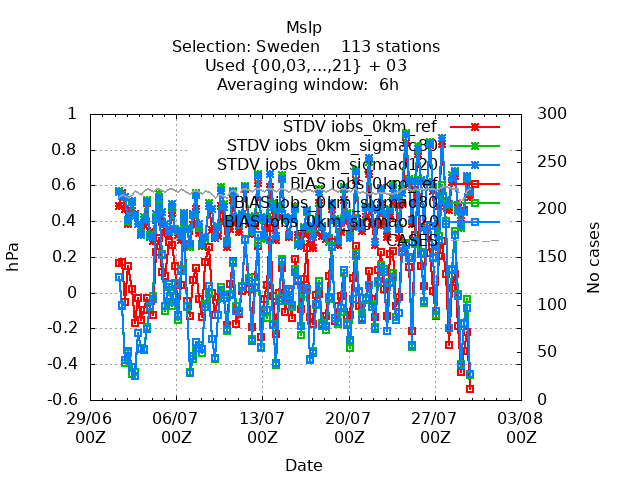 Mslp
Selection: Sweden    113 stations
Used {00,03,...,21} + 03
Averaging window:  6h
STDV iobs_0km_ref
STDV iobs_0km_sigmao80
STDV iobs_0km_sigmao120
BIAS iobs_0km_ref
BIAS iobs_0km_sigmao80
BIAS iobs_0km_sigmao120
CASES
1
0.8
0.6
0.4
0.2
0
-0.2
-0.4
-0.6
hPa
300
250
200
150
100
50
0
No cases
29/06 06/07 13/07 20/07 27/07 03/08
00Z 00Z 00Z 00Z 00Z 00Z
Date